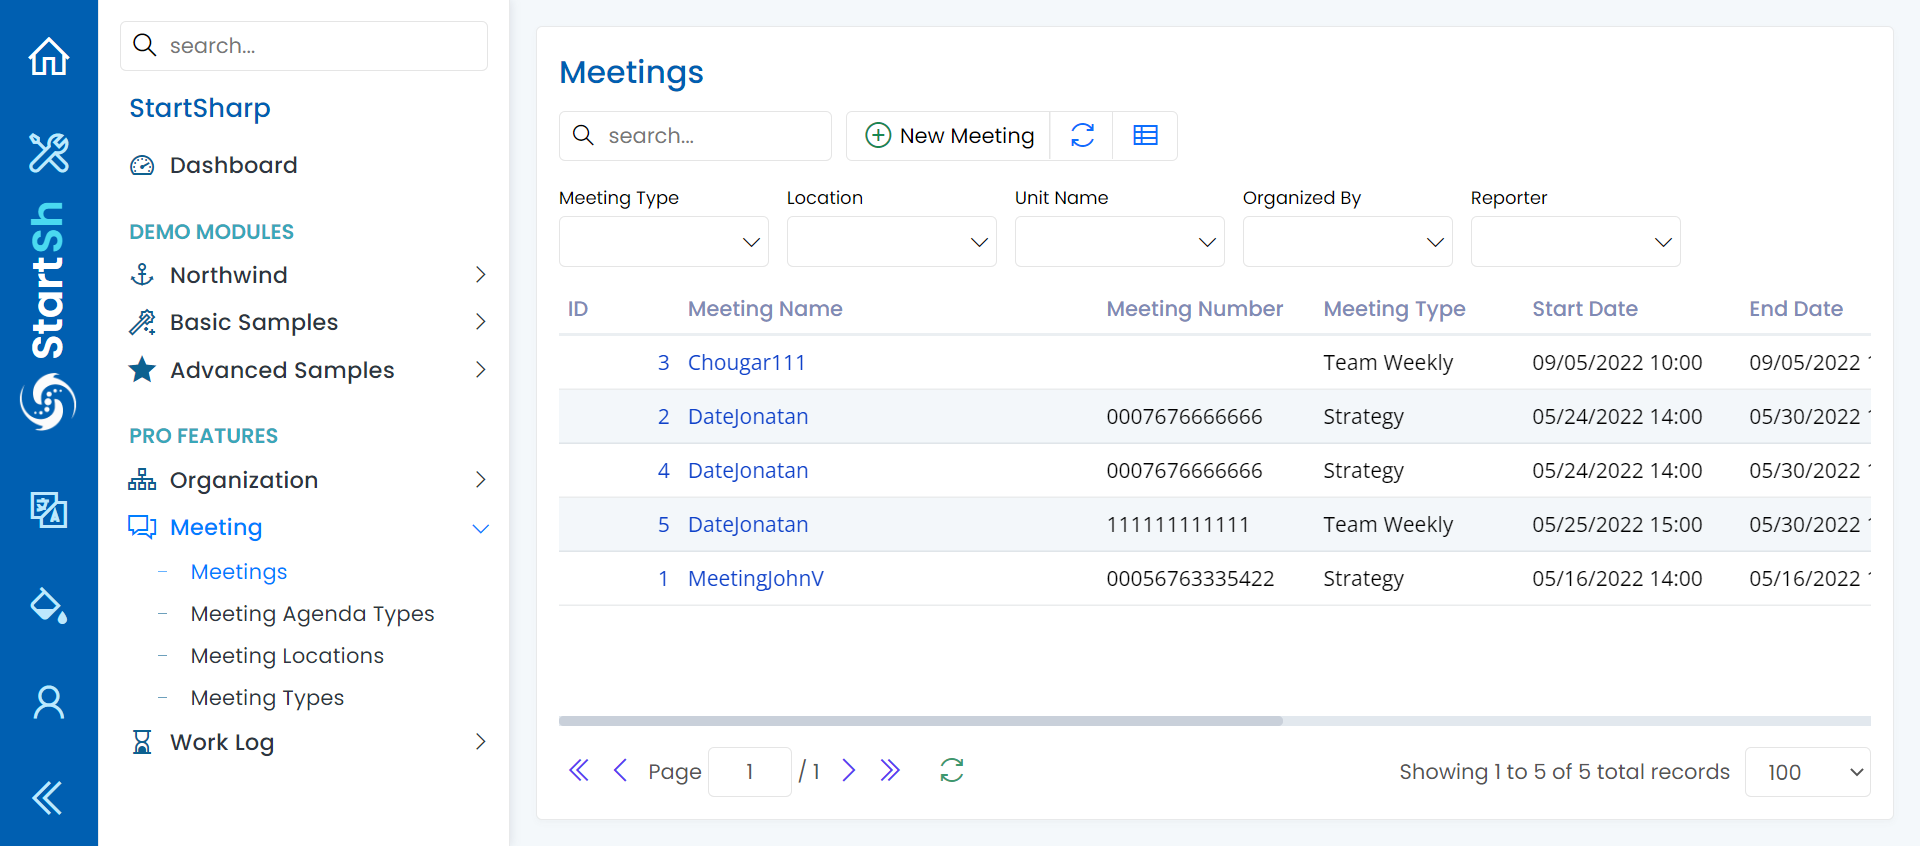 StartSh
search...
StartSharp
Dashboard
DEMO MODULES
Northwind
Basic Samples
Advanced Samples
PRO FEATURES
Organization
Meeting
Meetings
Meeting Agenda Types
Meeting Locations
Meeting Types
Work Log
Meetings
search...
New Meeting
Meeting Type Location Unit Name Organized By Reporter
ID Meeting Name Meeting Number Meeting Type Start Date End Date
3 Chougar111 Team Weekly 09/05/2022 10:00 09/05/2022
2 DateJonatan 0007676666666 Strategy 05/24/2022 14:00 05/30/2022
4 DateJonatan 0007676666666 Strategy 05/24/2022 14:00 05/30/2022
5 DateJonatan 111111111111 Team Weekly 05/25/2022 15:00 05/30/2022
1 MeetingJohnV 00056763335422 Strategy 05/16/2022 14:00 05/16/2022
Page 1 / 1
Showing 1 to 5 of 5 total records 100